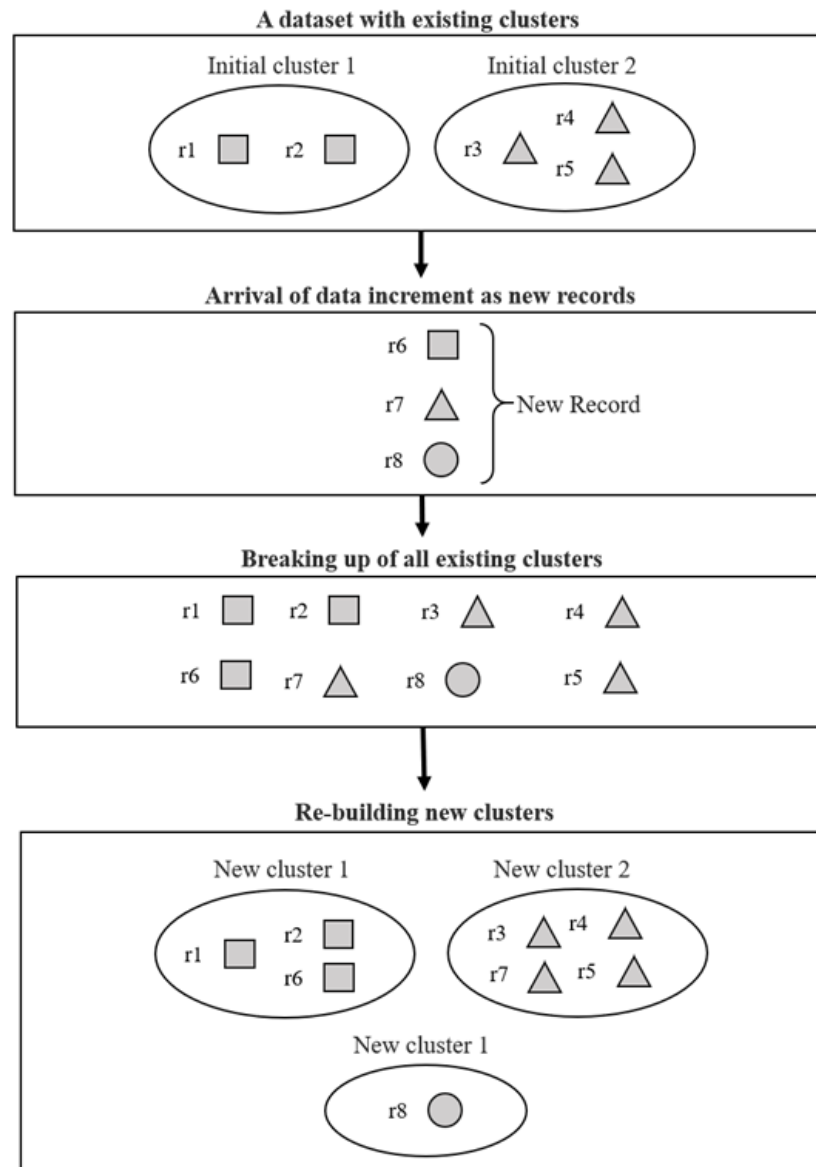 A dataset with existing clusters
Initial cluster 1
Initial cluster 2
r1
r2
r3
r4
r5
Arrival of data increment as new records
r6
r7
r8
New Record
Breaking up of all existing clusters
r1
r2
r3
r4
r6
r7
r8
r5
Re-building new clusters
New cluster 1
New cluster 2
r1
r2
r6
r3
r4
r7
r5
New cluster 1
r8